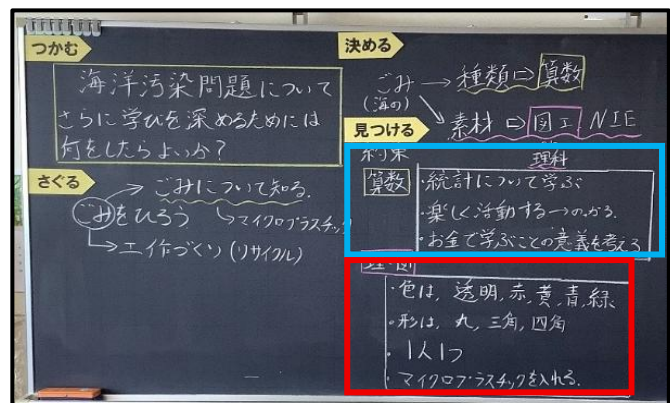 つかむ
海洋汚染問題について
さらに学びを深めるためには
何をしたらよいか?
さぐる
→ごみについて知る
ごみをひろう →マイクロプラスチック
→工作づくり(リサイクル)
決める
ごみ(海の) → 種類 ⇨ 算数
→ 素材 ⇨ 図工 NIE
理科
見つける
約束
算数
・統計について学ぶ
・楽しく活動する→のっかる
・お金で学ぶことの意義を考える
理・図
・色は、透明,赤,黄,青,緑
・形は、丸,三角,四角
・1人1つ
・マイクロプラスチックを入れる.